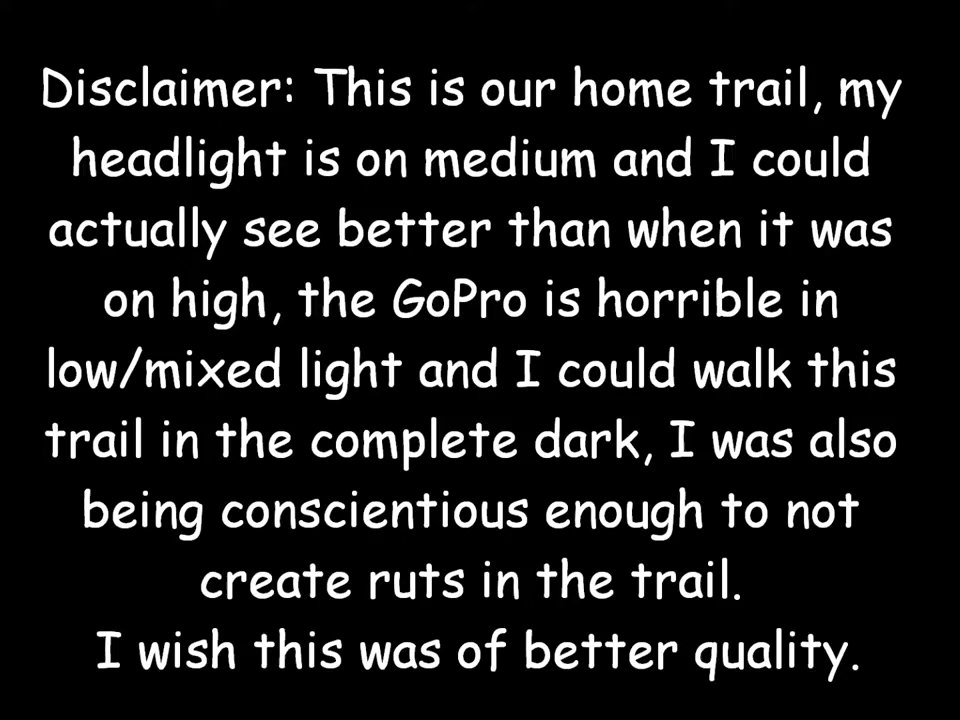 Disclaimer: This is our home trail, my
headlight is on medium and I could
actually see better than when it was
on high, the GoPro is horrible in
low/mixed light and I could walk this
trail in the complete dark, I was also
being conscientious enough to not
create ruts in the trail.
I wish this was of better quality.